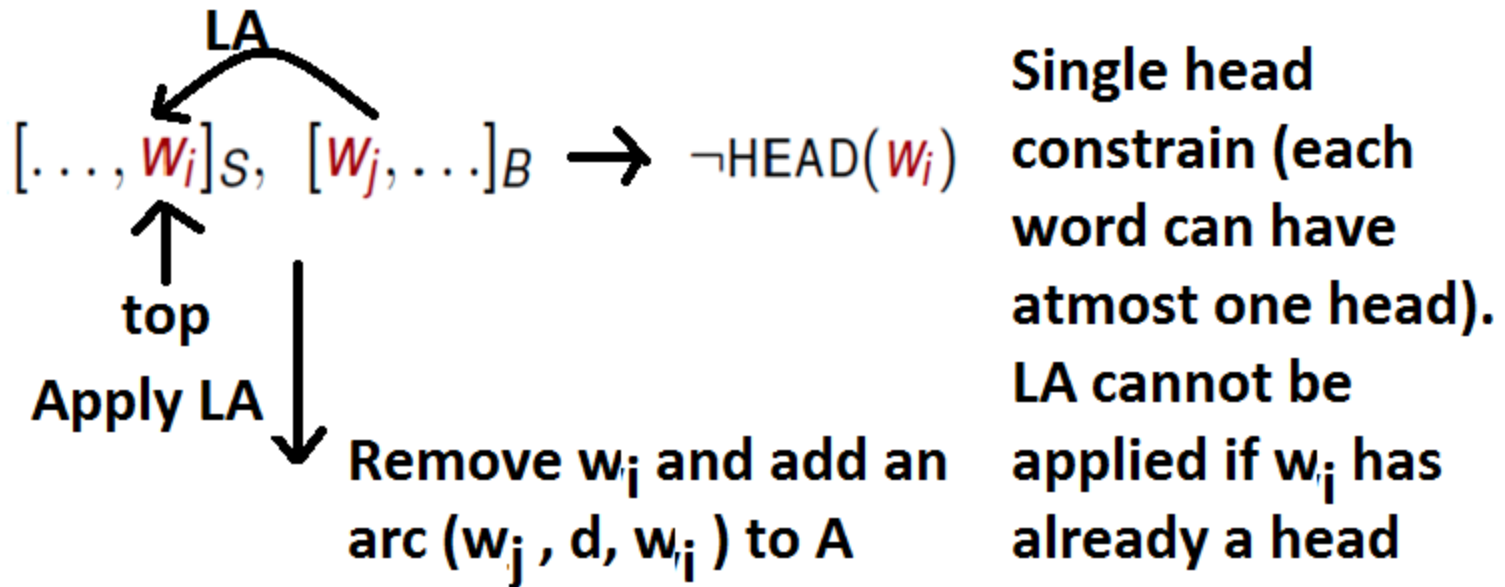 LA
[..., wᵢ]S, [wⱼ, ...]B → ¬HEAD(wᵢ)
top
Apply LA
Remove wᵢ and add an
arc (wⱼ , d, wᵢ ) to A
Single head
constrain (each
word can have
atmost one head).
LA cannot be
applied if wᵢ has
already a head